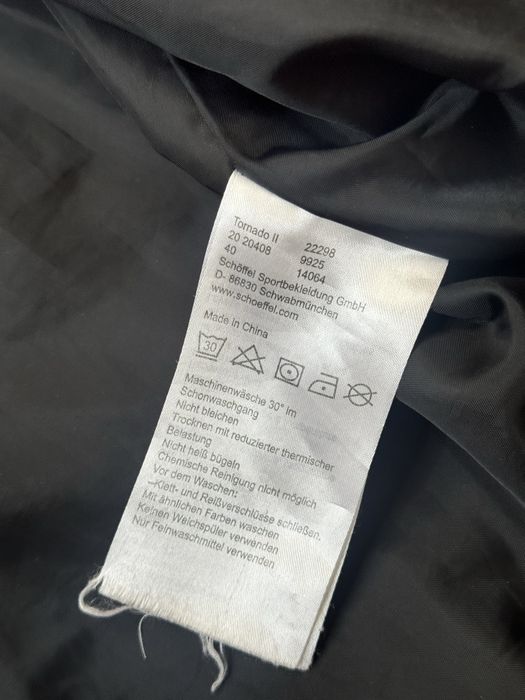 Tornado II 22298
20 20408 9925
40 14064
Schöffel Sportbekleidung GmbH
D- 86830 Schwabmünchen
www.schoeffel.com
Made in China
30
Maschinenwäsche 30° im
Schonwaschgang
Nicht bleichen
Trocknen mit reduzierter thermischer
Belastung
Nicht heiß bügeln
Chemische Reinigung nicht möglich
Vor dem Waschen:
–Klett- und Reißverschlüsse schließen.
Mit ähnlichen Farben waschen
Keinen Weichspüler verwenden
Nur Feinwaschmittel verwenden